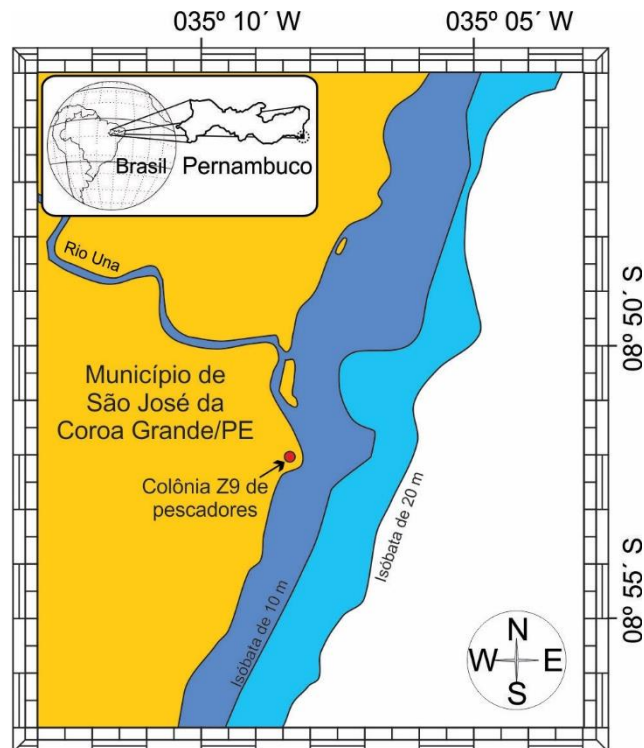 035º 10´ W
035º 05´ W
Brasil
Pernambuco
Rio Una
08º 50´ S
Município de
São José da
Coroa Grande/PE
Colônia Z9 de
pescadores
Isóbata de 20 m
Isóbata de 10 m
08º 55´ S
N
W
E
S